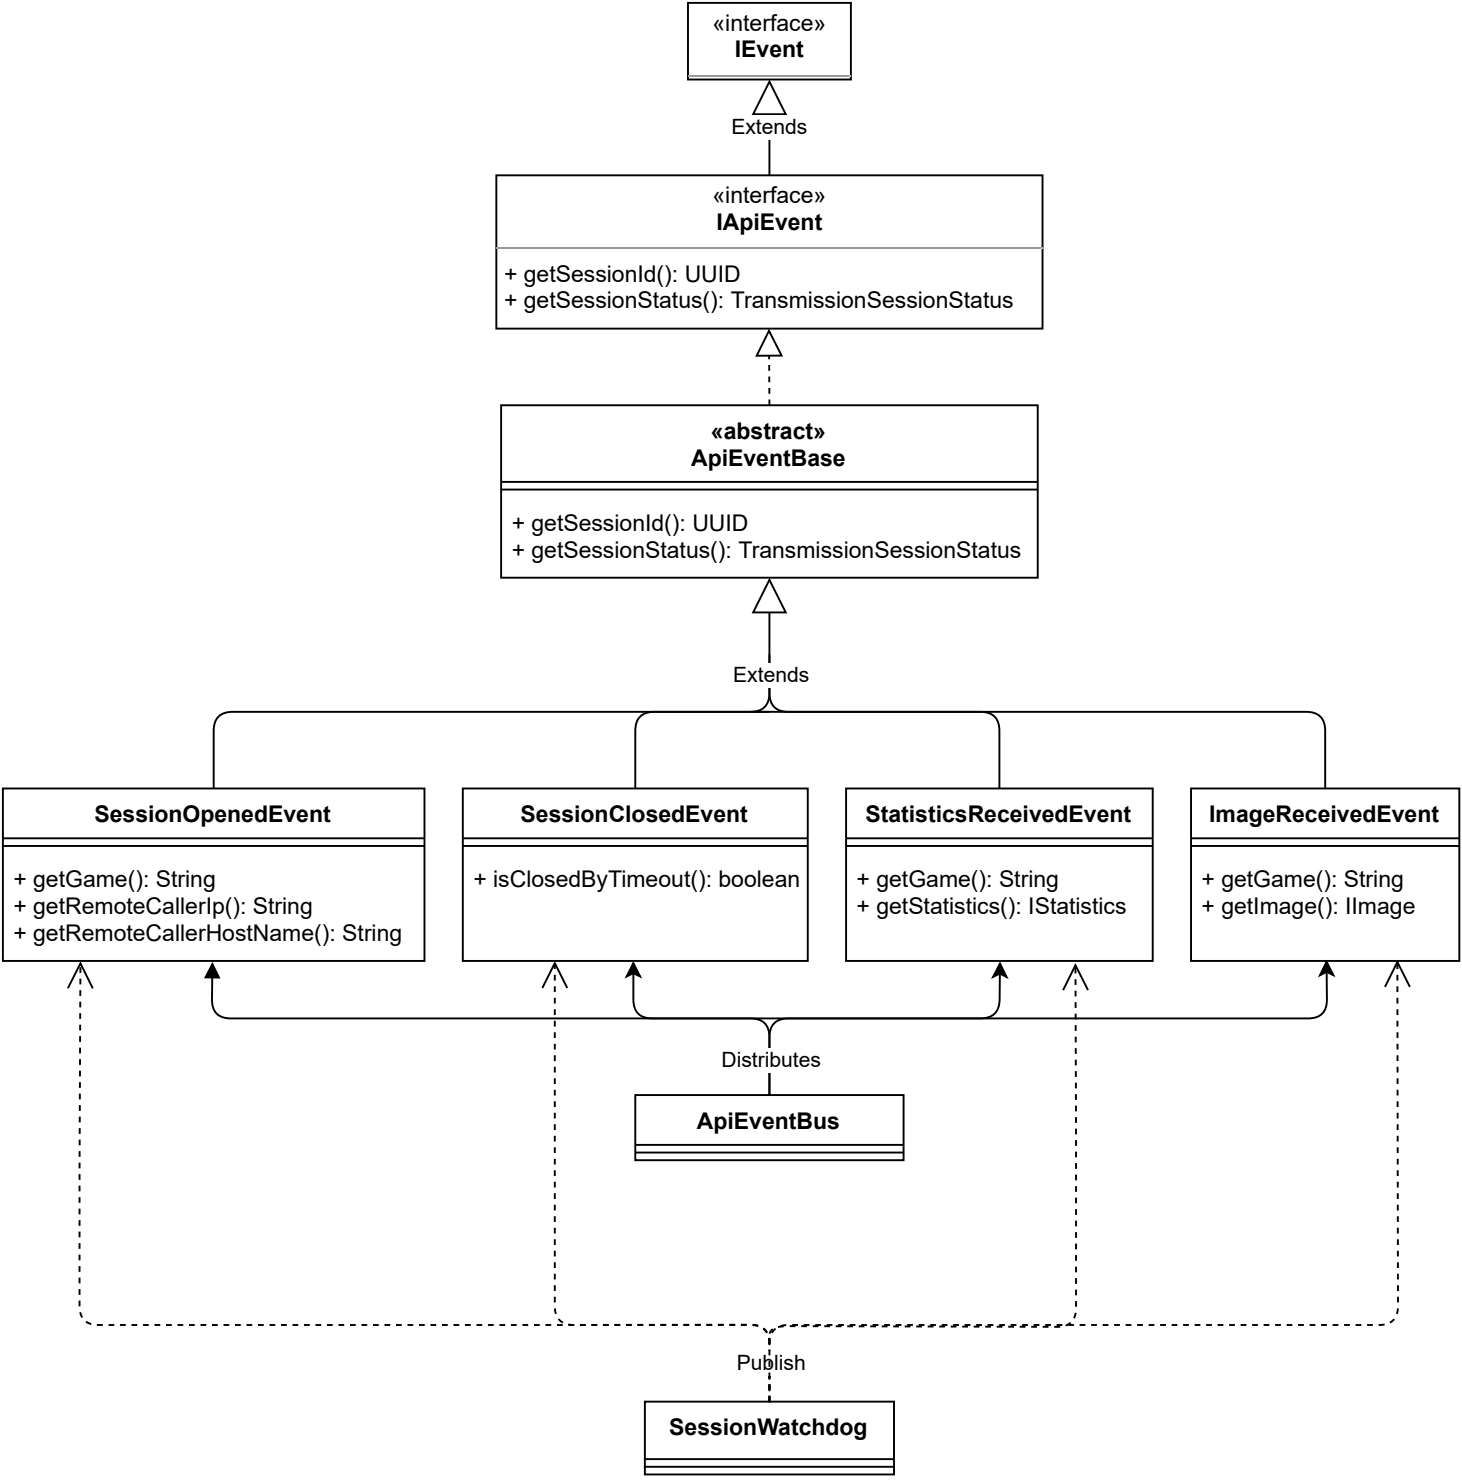 «interface»
IEvent
Extends
«interface»
IApiEvent
+ getSessionId(): UUID
+ getSessionStatus(): TransmissionSessionStatus
«abstract»
ApiEventBase
+ getSessionId(): UUID
+ getSessionStatus(): TransmissionSessionStatus
Extends
SessionOpenedEvent
+ getGame(): String
+ getRemoteCallerIp(): String
+ getRemoteCallerHostName(): String
SessionClosedEvent
+ isClosedByTimeout(): boolean
StatisticsReceivedEvent
+ getGame(): String
+ getStatistics(): IStatistics
ImageReceivedEvent
+ getGame(): String
+ getImage(): IImage
Distributes
ApiEventBus
Publish
SessionWatchdog